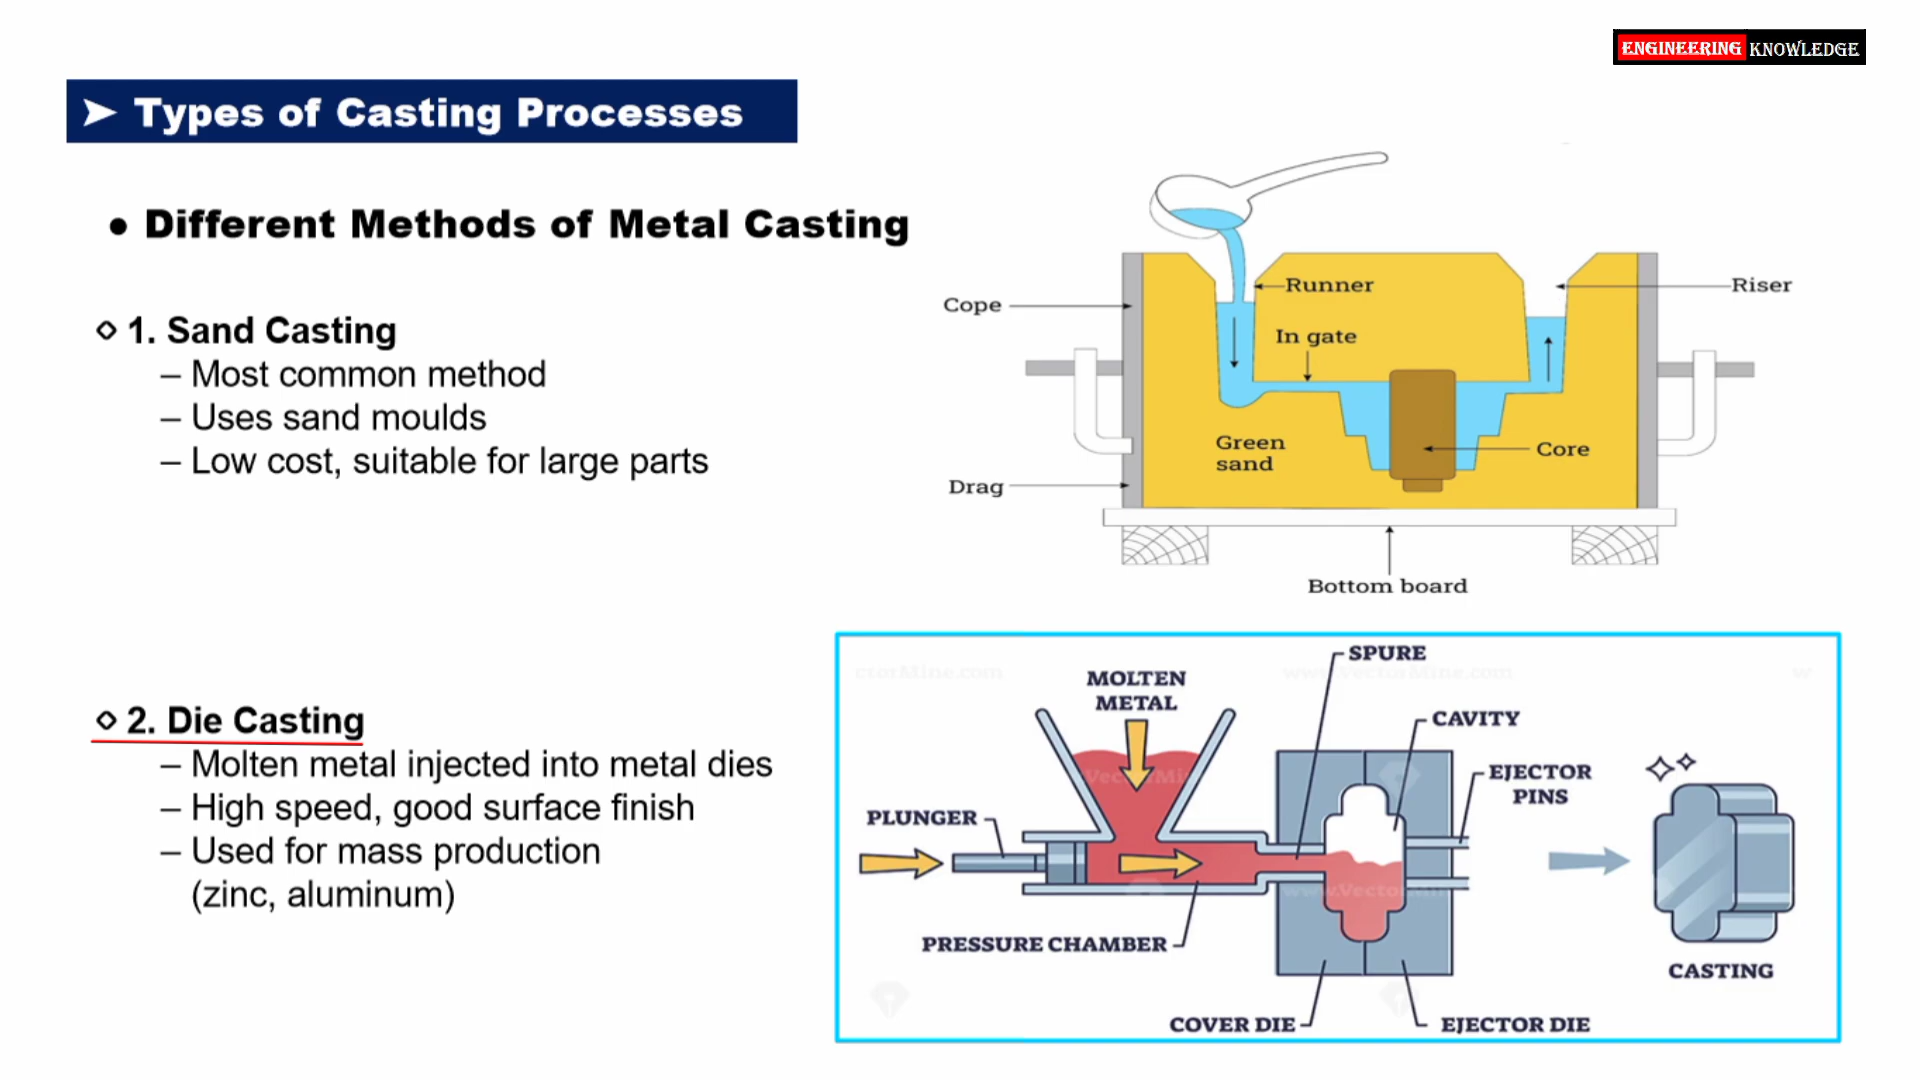 ENGINEERING KNOWLEDGE
➤ Types of Casting Processes
● Different Methods of Metal Casting
◇ 1. Sand Casting
– Most common method
– Uses sand moulds
– Low cost, suitable for large parts
Runner
Riser
Cope
In gate
Green
sand
Core
Drag
Bottom board
◇ 2. Die Casting
– Molten metal injected into metal dies
– High speed, good surface finish
– Used for mass production
(zinc, aluminum)
SPURE
MOLTEN
METAL
CAVITY
EJECTOR
PINS
PLUNGER
PRESSURE CHAMBER
CASTING
COVER DIE
EJECTOR DIE